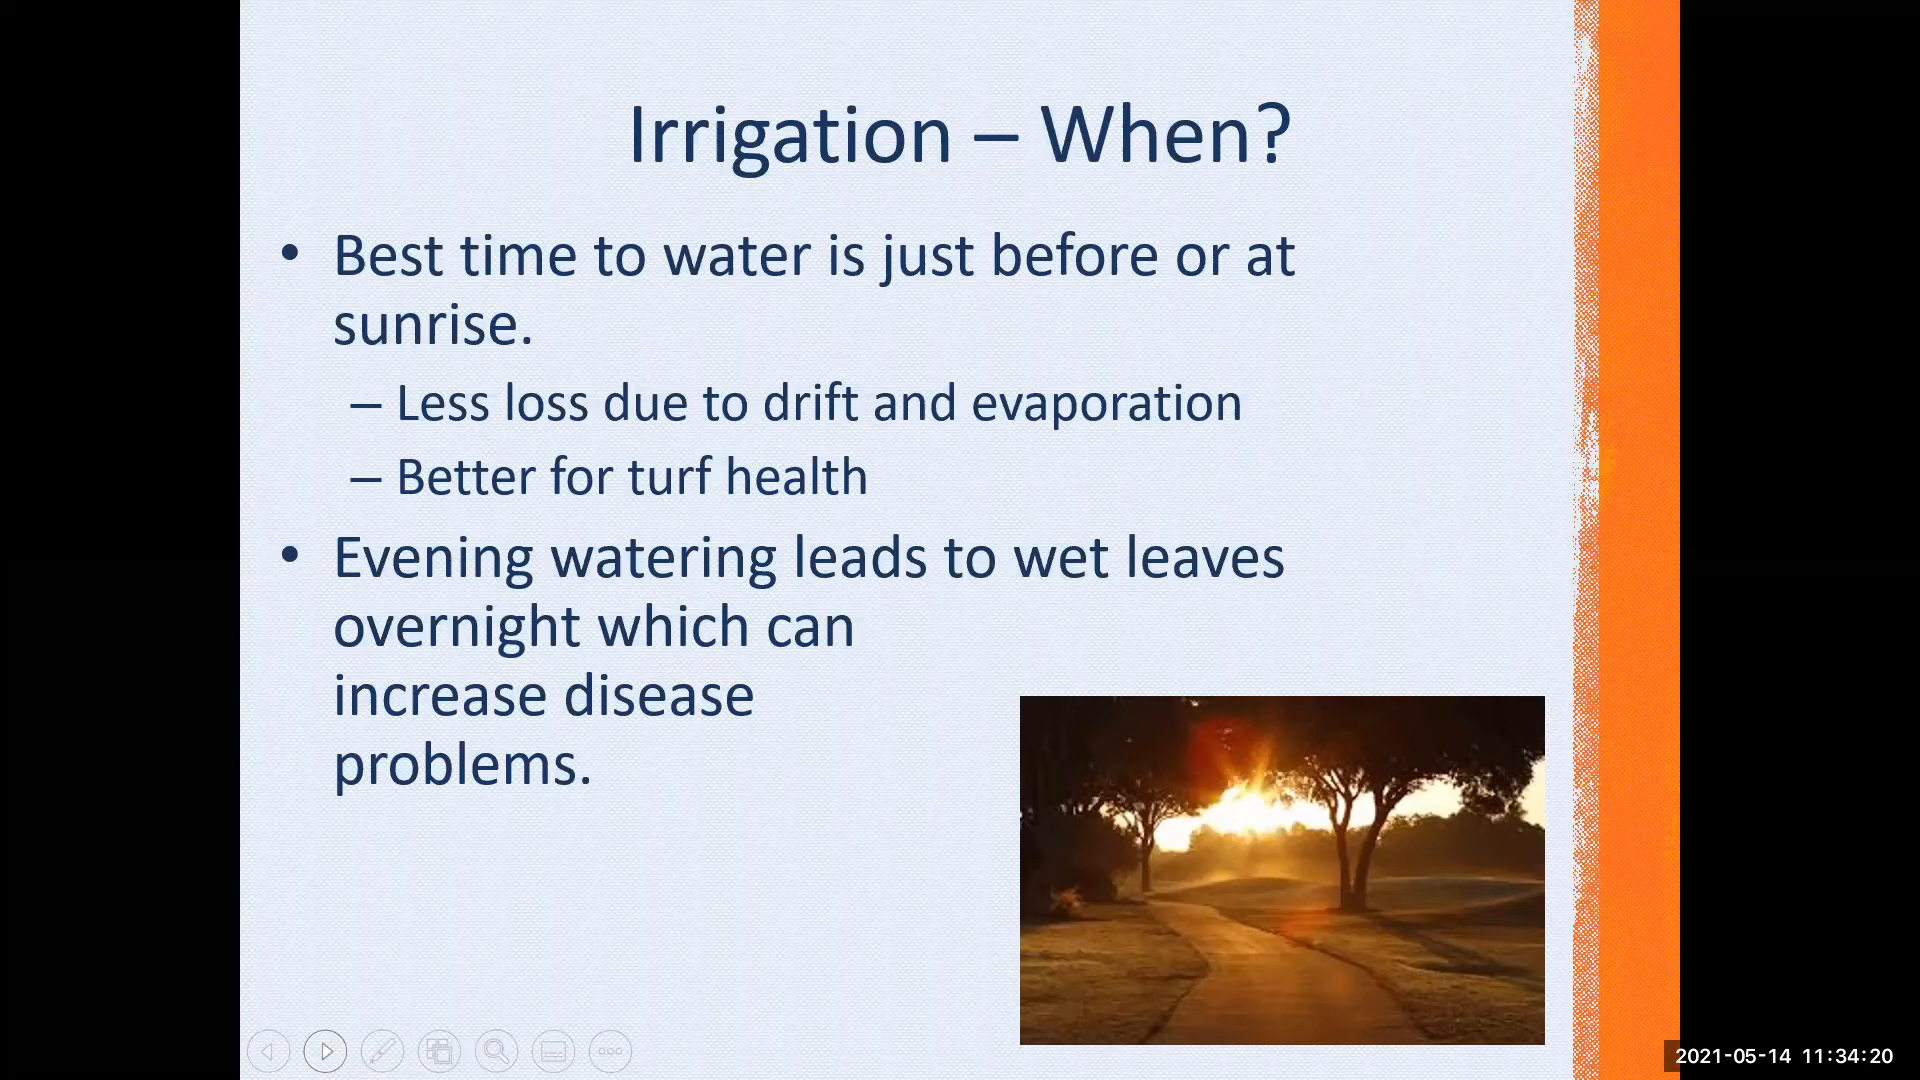 Irrigation – When?
• Best time to water is just before or at
sunrise.
– Less loss due to drift and evaporation
– Better for turf health
• Evening watering leads to wet leaves
overnight which can
increase disease
problems.
2021-05-14 11:34:20